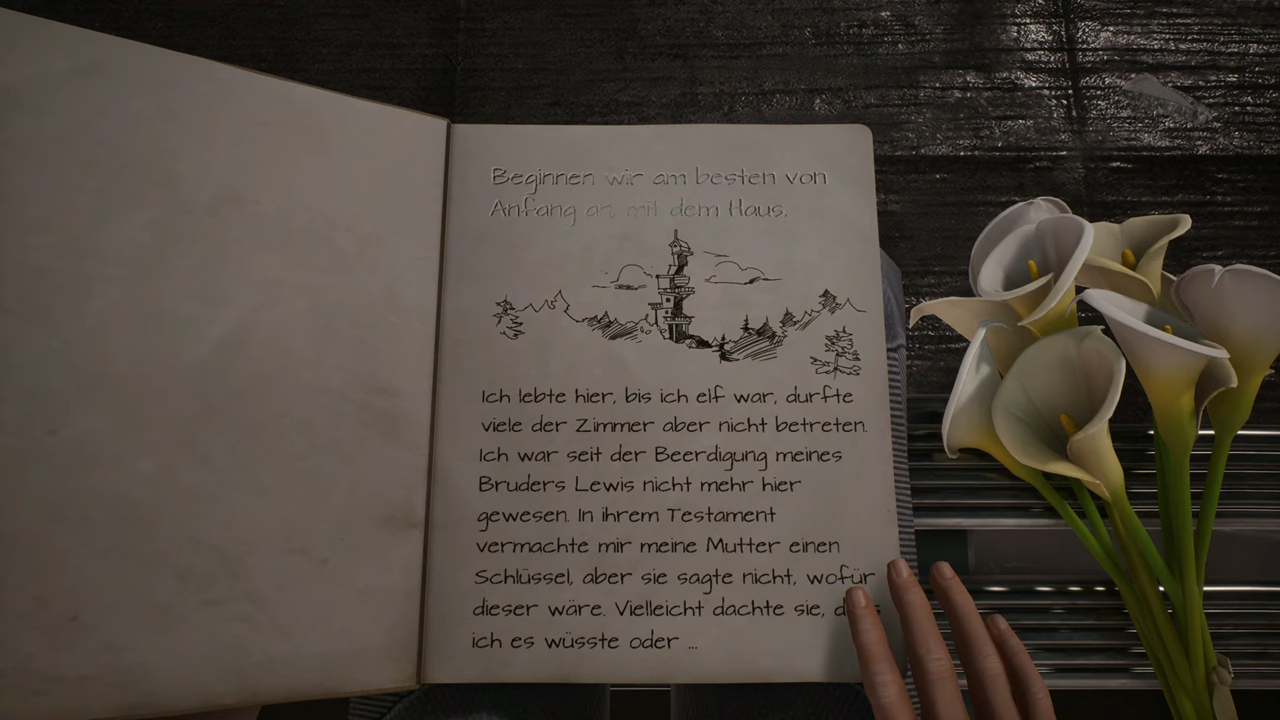 Beginnen wir am besten von
Anfang an, mit dem Haus.
Ich lebte hier, bis ich elf war, durfte
viele der Zimmer aber nicht betreten.
Ich war seit der Beerdigung meines
Bruders Lewis nicht mehr hier
gewesen. In ihrem Testament
vermachte mir meine Mutter einen
Schlüssel, aber sie sagte nicht, wofür
dieser wäre. Vielleicht dachte sie,
ich es wüsste oder ...